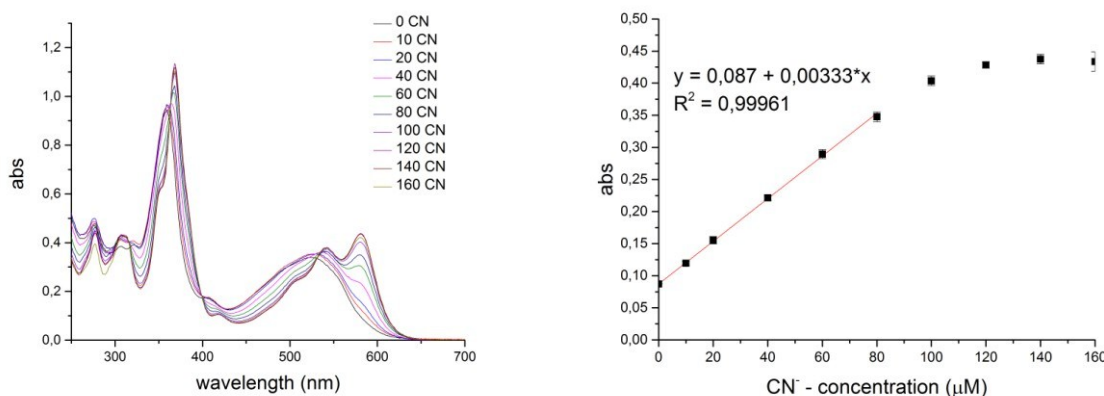 0 CN
10 CN
20 CN
40 CN
60 CN
80 CN
100 CN
120 CN
140 CN
160 CN
1,2
1,0
0,8
0,6
0,4
0,2
0,0
abs
300 400 500 600 700
wavelength (nm)
y = 0,087 + 0,00333*x
R² = 0,99961
0,50
0,45
0,40
0,35
0,30
0,25
0,20
0,15
0,10
0,05
0,00
abs
0 20 40 60 80 100 120 140 160
CN⁻ - concentration (μM)